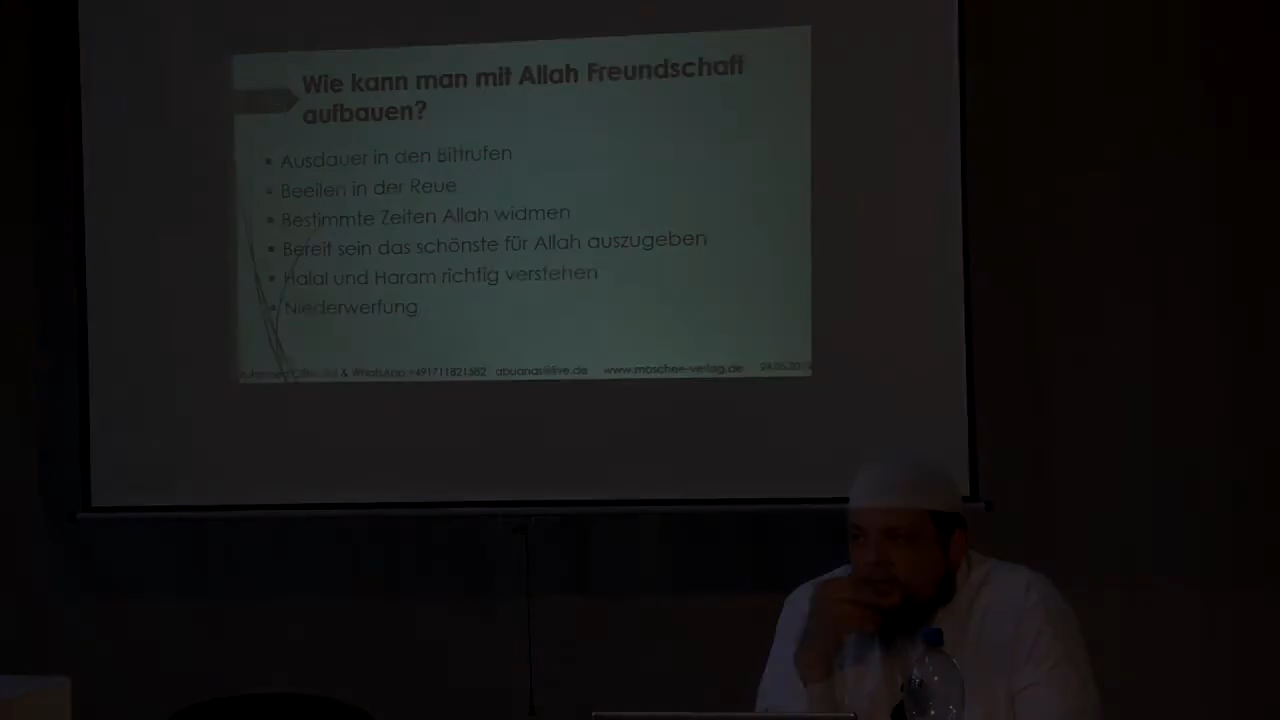 Wie kann man mit Allah Freundschaft
aufbauen?
• Ausdauer in den Bittrufen
• Beeilen in der Reue
• Bestimmte Zeiten Allah widmen
• Bereit sein das schönste für Allah auszugeben
• Halal und Haram richtig verstehen
• Niederwerfung
& WhatsApp +491711821582 abuanas@live.de www.moschee-verlag.de